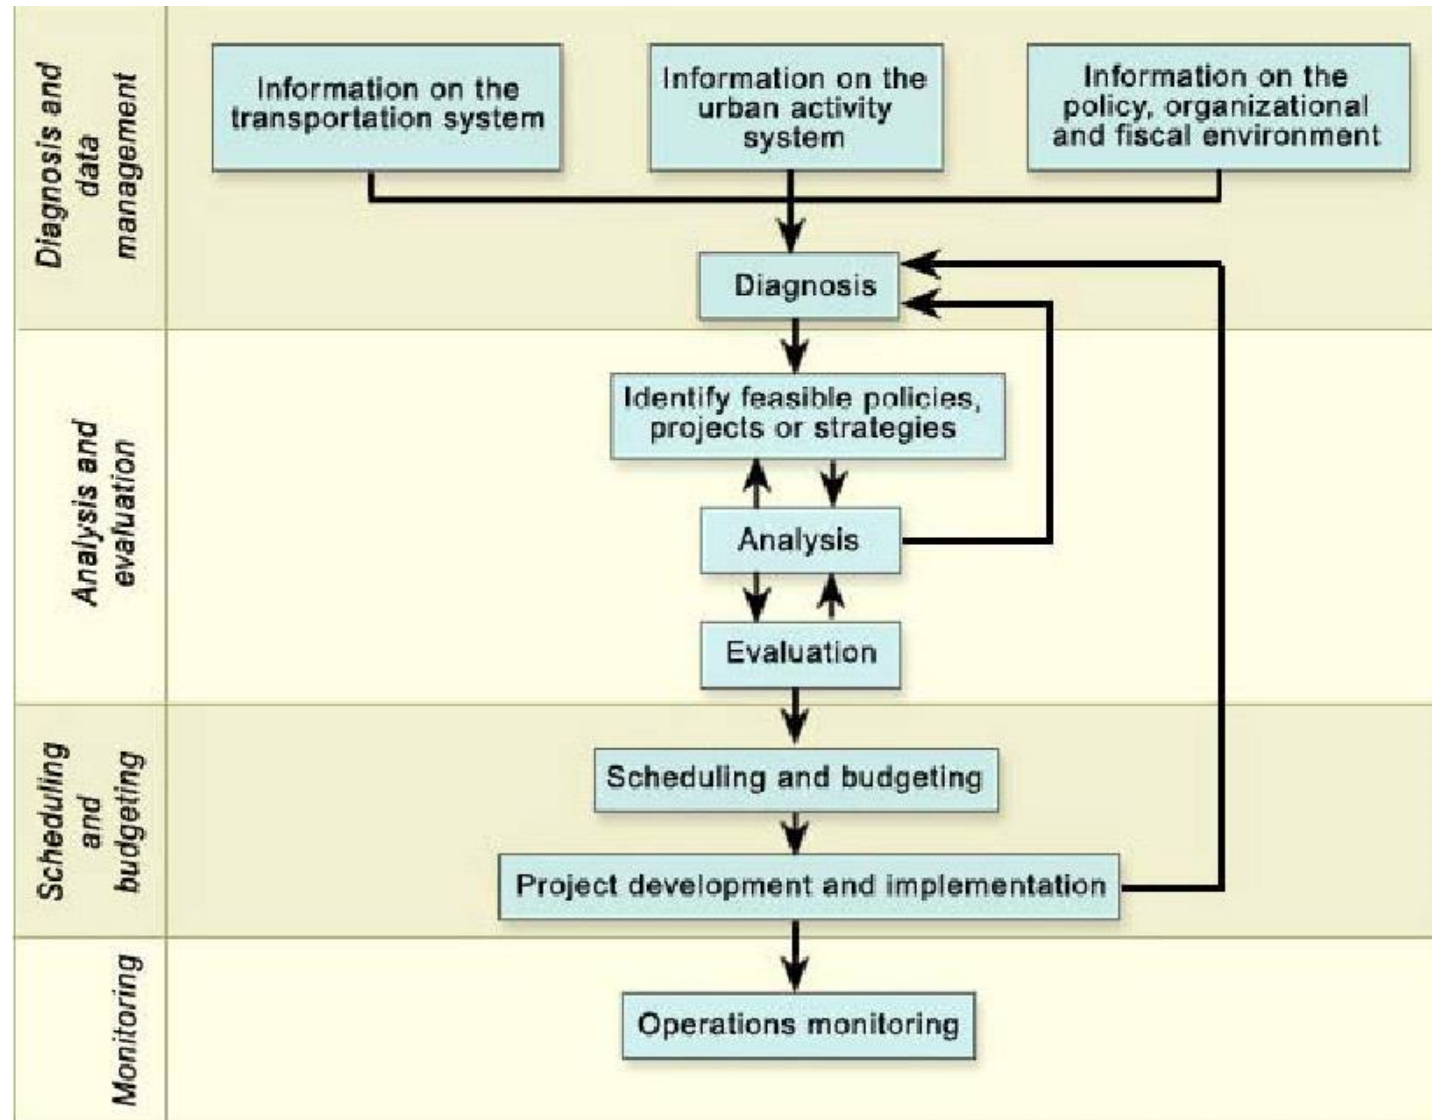 Diagnosis and
data
management
Information on the
transportation system
Information on the
urban activity
system
Information on the
policy, organizational
and fiscal environment
Diagnosis
Analysis and
evaluation
Identify feasible policies,
projects or strategies
Analysis
Evaluation
Scheduling
and
budgeting
Scheduling and budgeting
Project development and implementation
Monitoring
Operations monitoring